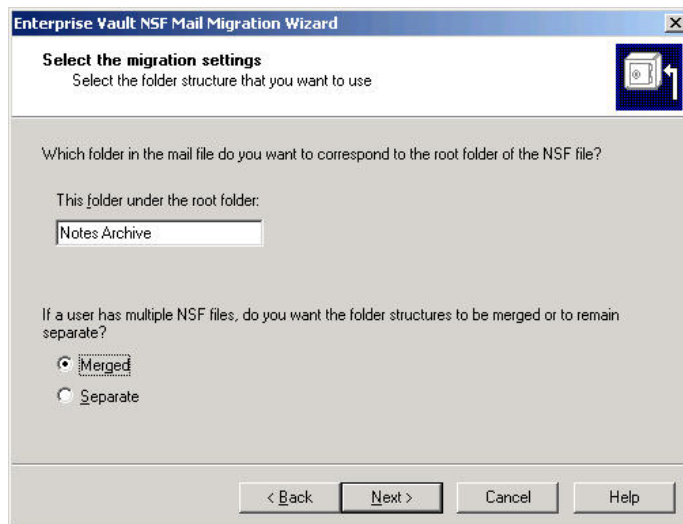 Enterprise Vault NSF Mail Migration Wizard
Select the migration settings
Select the folder structure that you want to use
Which folder in the mail file do you want to correspond to the root folder of the NSF file?
This folder under the root folder:
Notes Archive
If a user has multiple NSF files, do you want the folder structures to be merged or to remain
separate?
Merged
Separate
< Back Next > Cancel Help